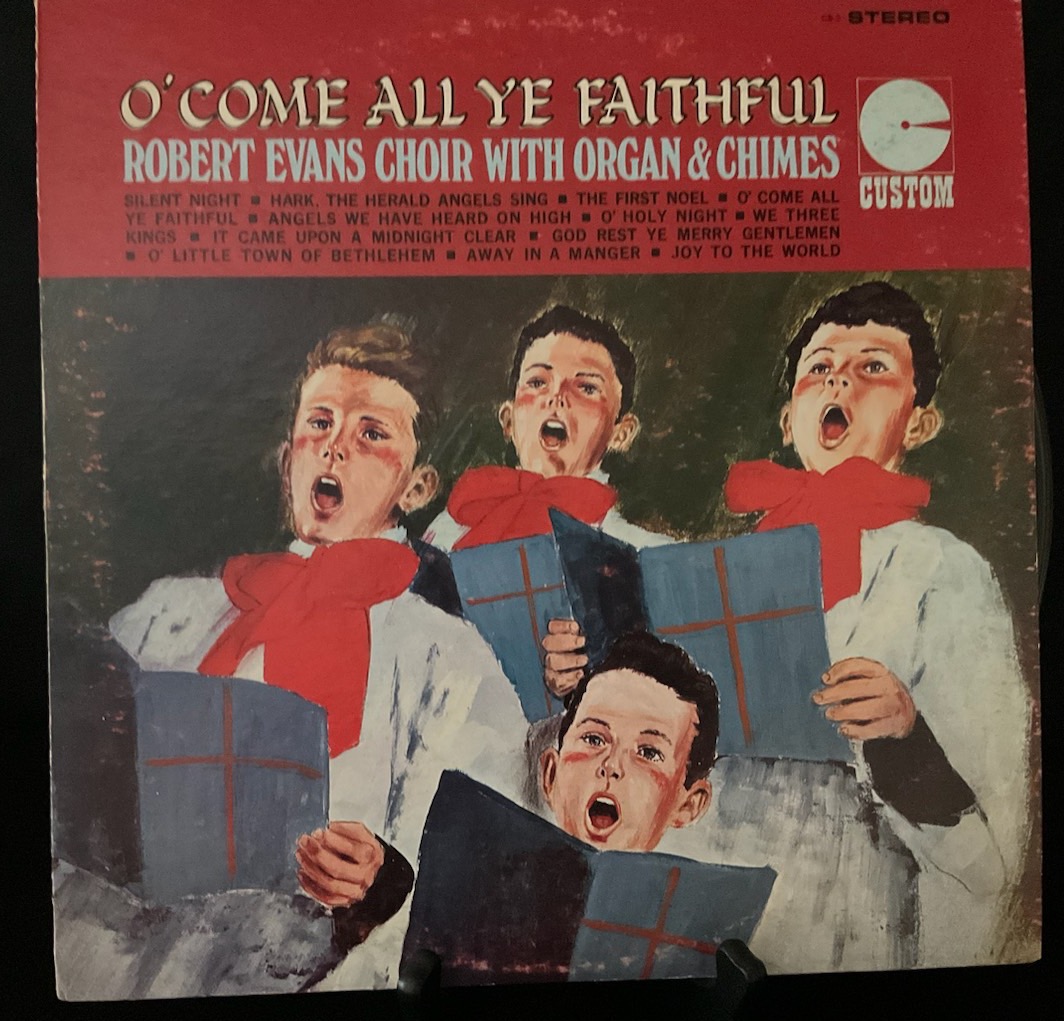 STEREO
O' COME ALL YE FAITHFUL
ROBERT EVANS CHOIR WITH ORGAN & CHIMES
CUSTOM
SILENT NIGHT ▪ HARK, THE HERALD ANGELS SING ▪ THE FIRST NOEL ▪ O' COME ALL
YE FAITHFUL ▪ ANGELS WE HAVE HEARD ON HIGH ▪ O' HOLY NIGHT ▪ WE THREE
KINGS ▪ IT CAME UPON A MIDNIGHT CLEAR ▪ GOD REST YE MERRY GENTLEMEN
▪ O' LITTLE TOWN OF BETHLEHEM ▪ AWAY IN A MANGER ▪ JOY TO THE WORLD